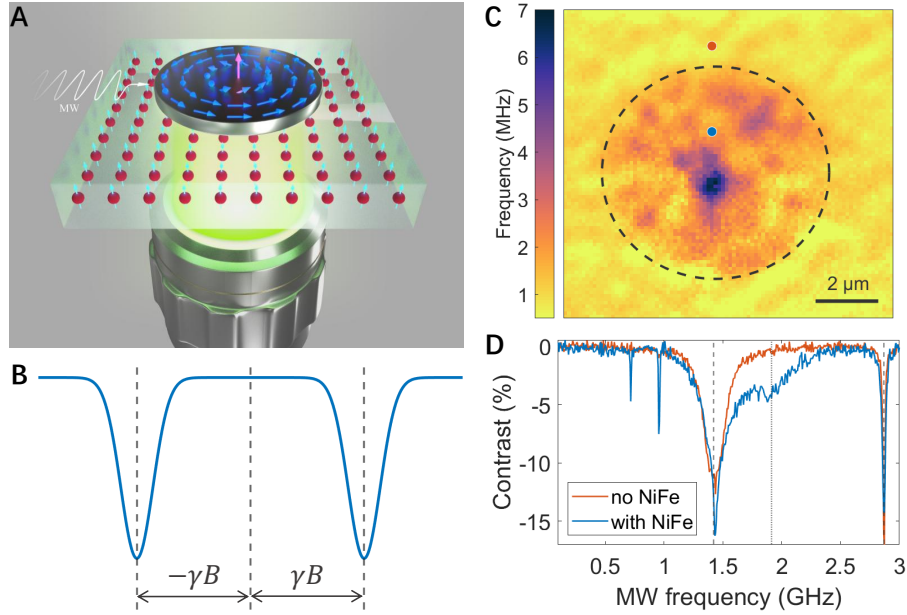 A
MW
B
−γB
γB
C
Frequency (MHz)
7
6
5
4
3
2
1
2 µm
D
Contrast (%)
0
-5
-10
-15
no NiFe
with NiFe
0.5
1
1.5
2
2.5
3
MW frequency (GHz)